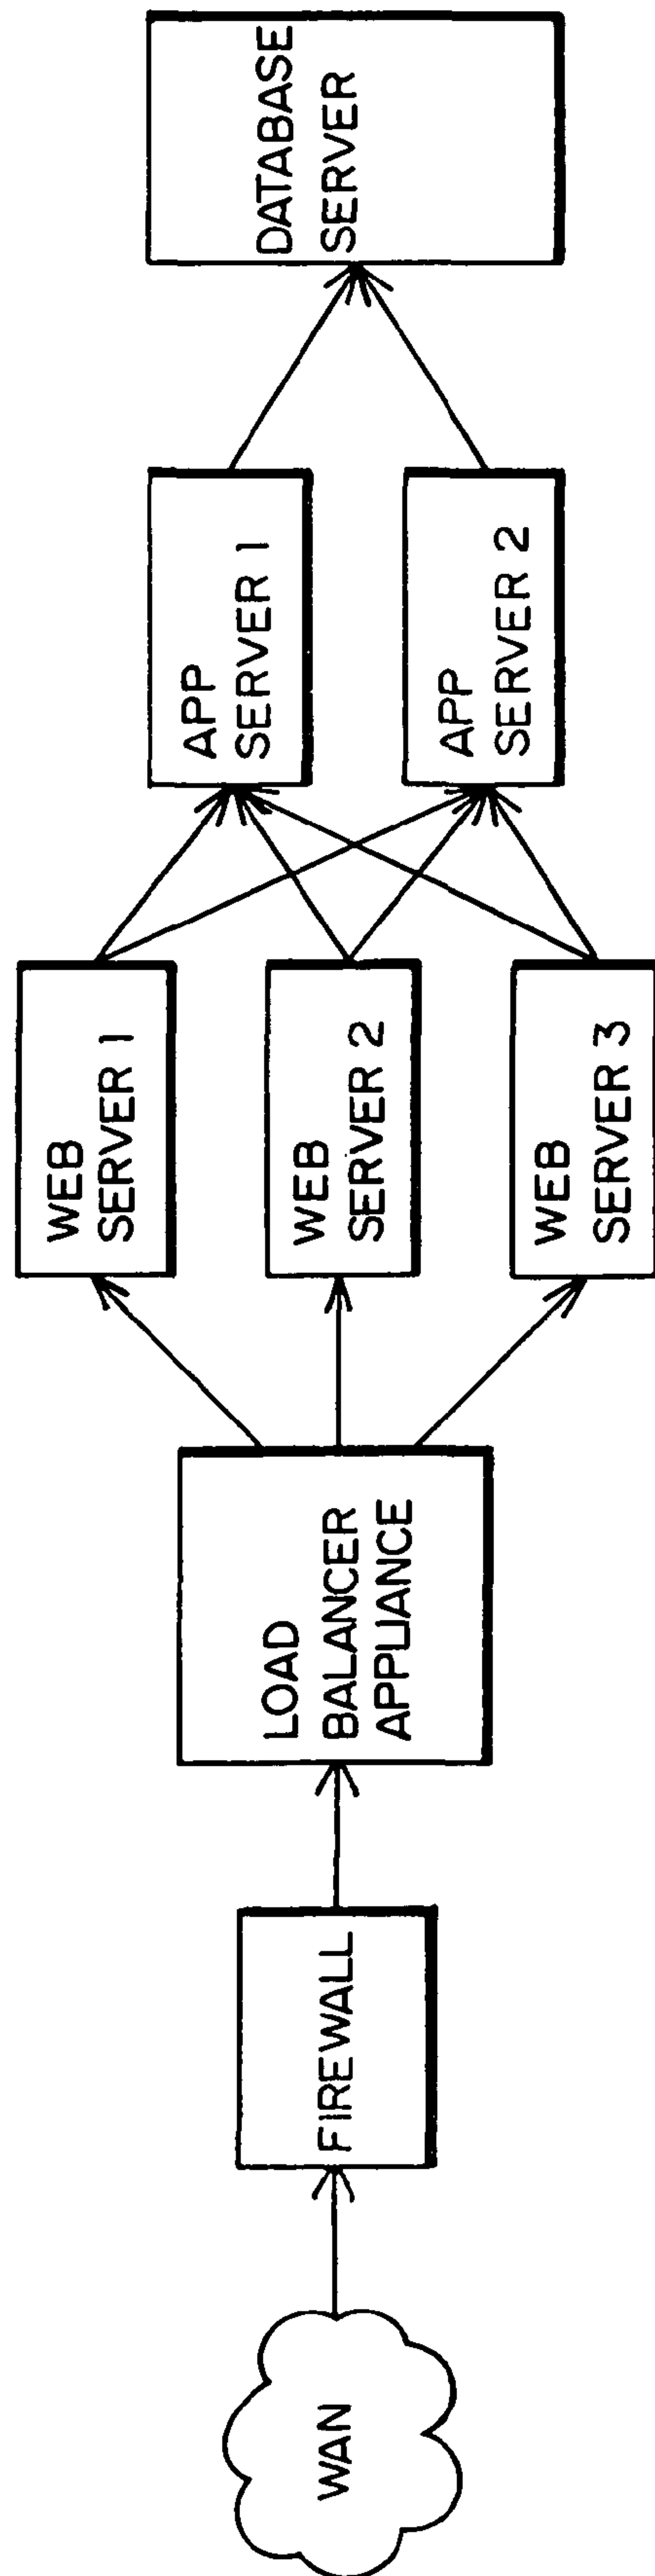 WAN
FIREWALL
LOAD
BALANCER
APPLIANCE
WEB
SERVER 1
WEB
SERVER 2
WEB
SERVER 3
APP
SERVER 1
APP
SERVER 2
DATABASE
SERVER